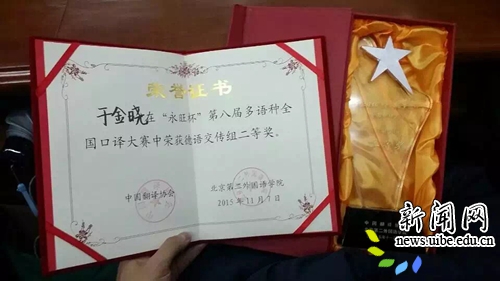 荣誉证书
于金晓在“永旺杯”第八届多语种全
国口译大赛中荣获德语交传组二等奖。
中国翻译协会
北京第二外国语学院
2015年11月7日
新闻网
news.uibe.edu.cn